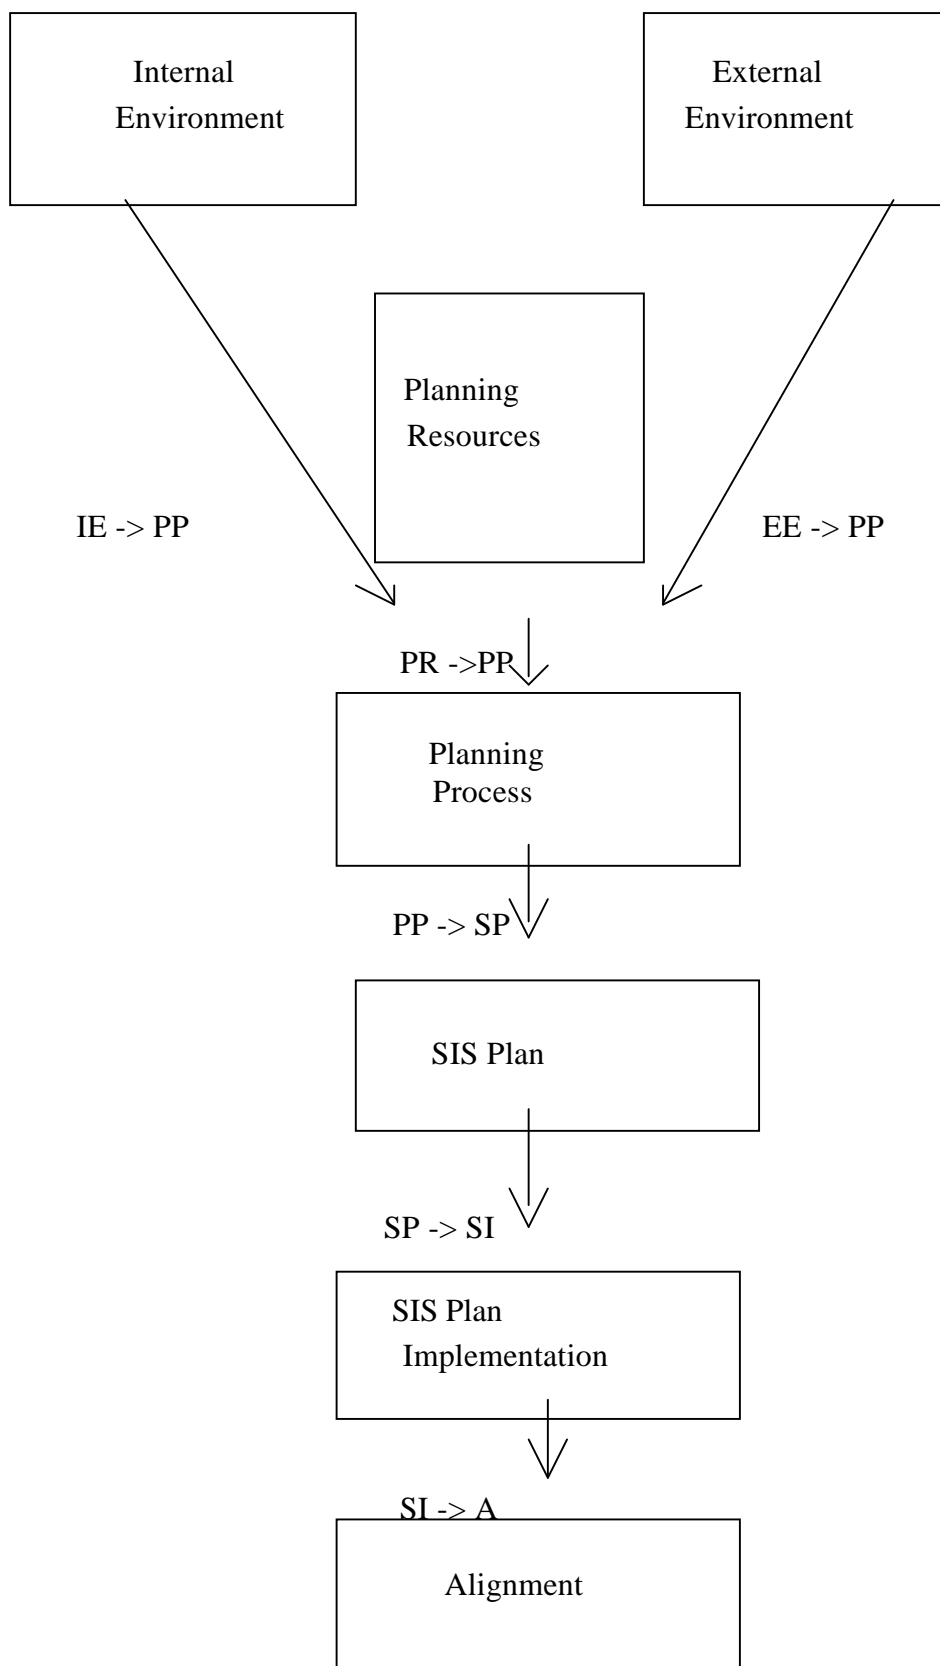 Internal
Environment
External
Environment
Planning
Resources
IE -> PP
EE -> PP
PR ->PP
Planning
Process
PP -> SP
SIS Plan
SP -> SI
SIS Plan
Implementation
SI -> A
Alignment